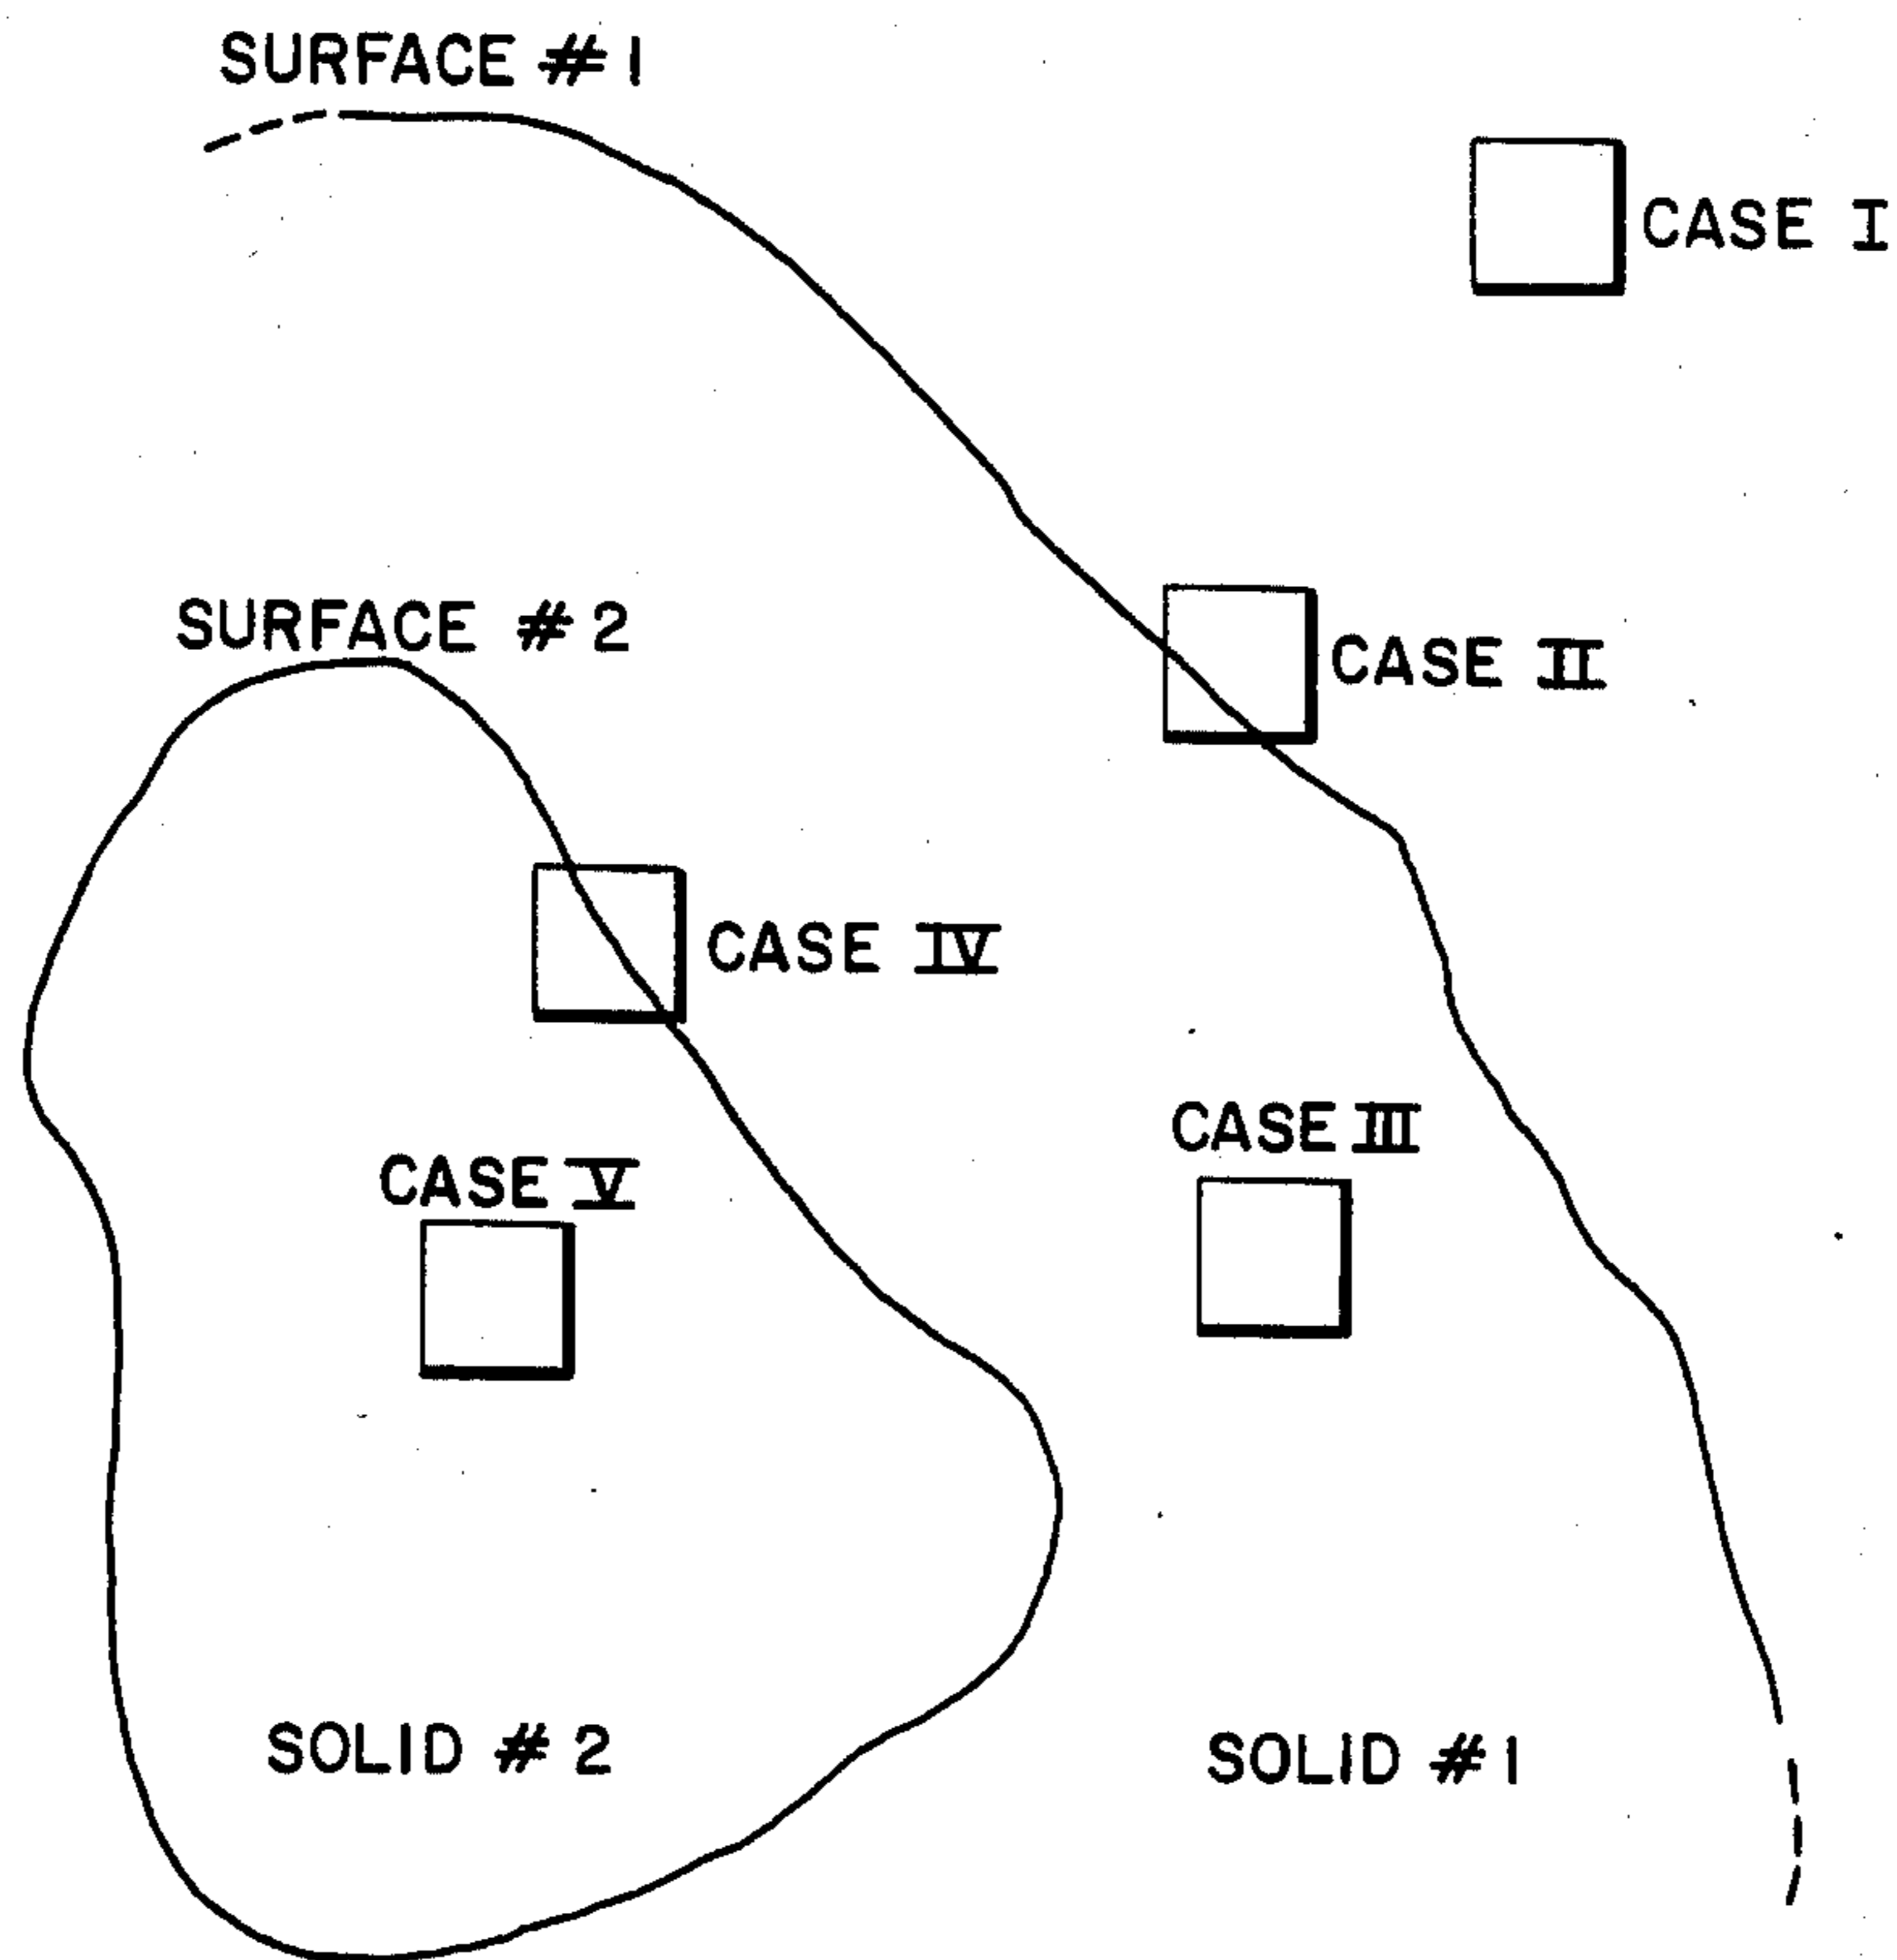 SURFACE #1
CASE I
SURFACE #2
CASE II
CASE IV
CASE III
CASE V
SOLID #2
SOLID #1